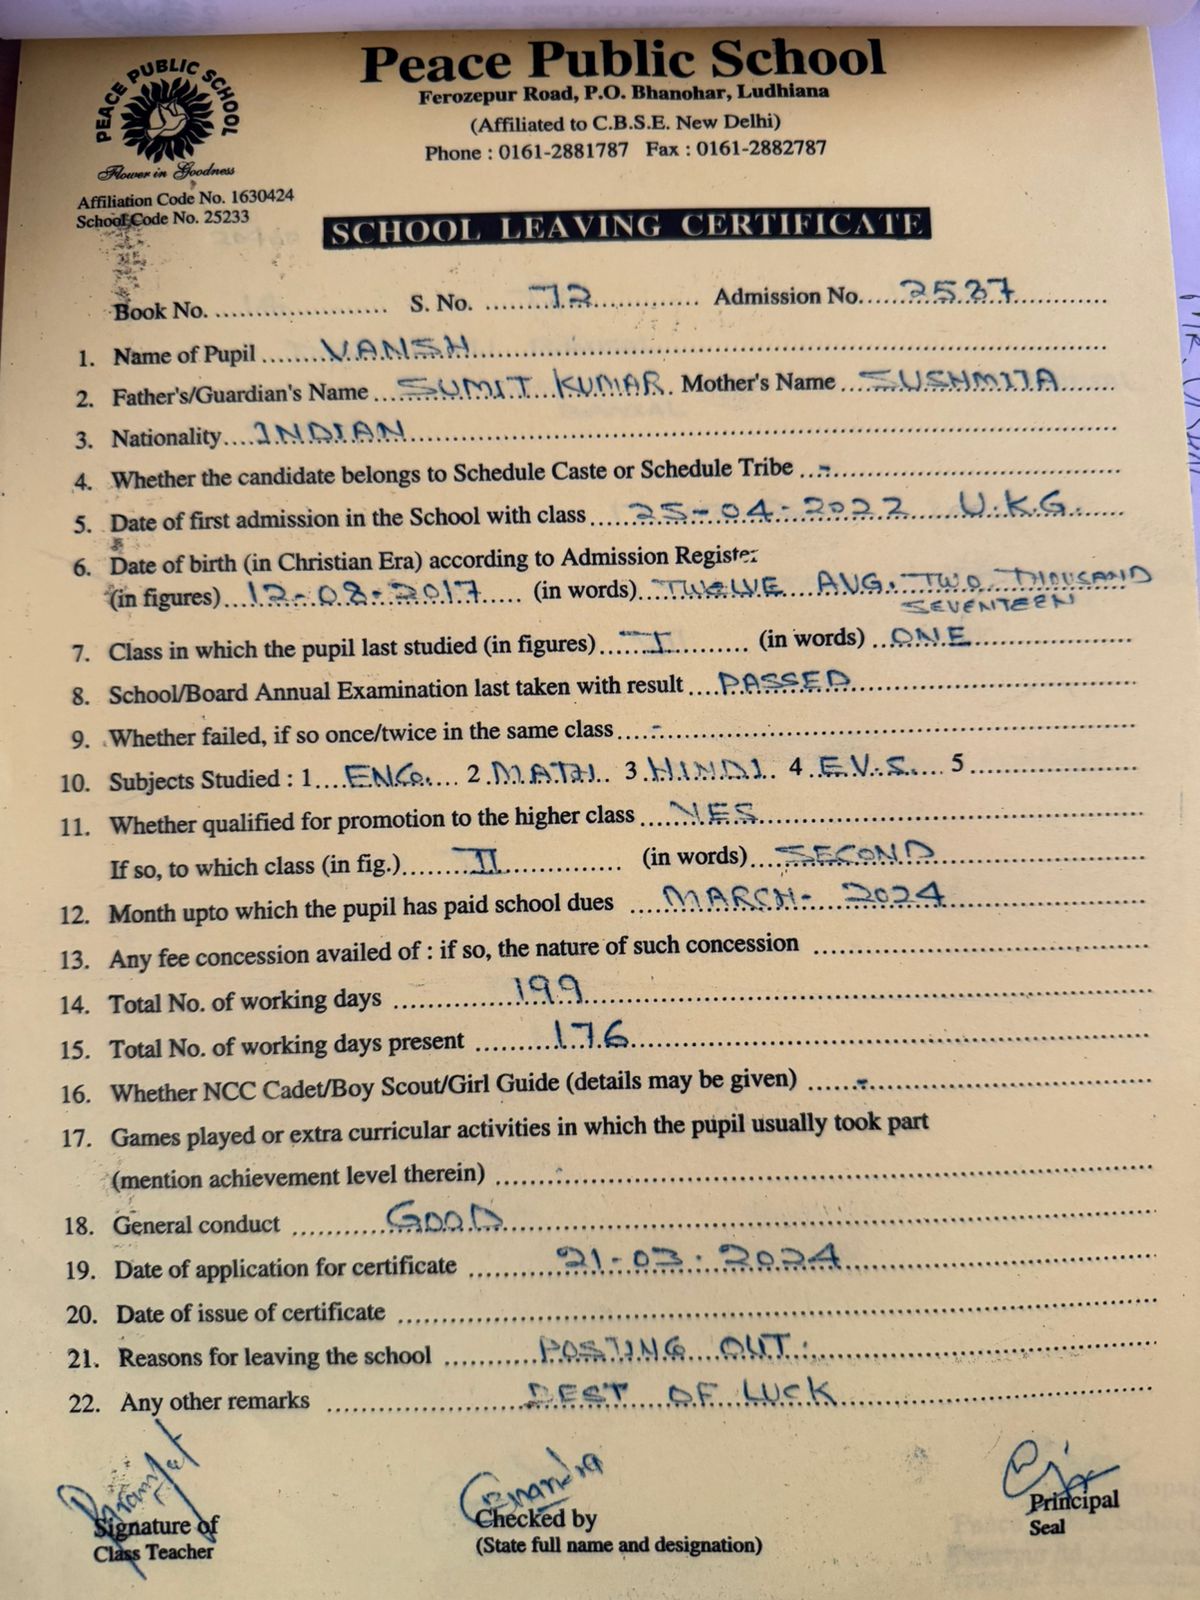 PEACE PUBLIC SCHOOL
Flower in Goodness
Affiliation Code No. 1630424
School Code No. 25233
Peace Public School
Ferozepur Road, P.O. Bhanohar, Ludhiana
(Affiliated to C.B.S.E. New Delhi)
Phone : 0161-2881787 Fax : 0161-2882787
SCHOOL LEAVING CERTIFICATE
Book No. .................... S. No. ......72............... Admission No.....2537............
1. Name of Pupil .......VANSH..........................
2. Father's/Guardian's Name ...SUMIT KUMAR. Mother's Name ...SUSHMITA.......
3. Nationality....INDIAN..........................
4. Whether the candidate belongs to Schedule Caste or Schedule Tribe ..-..........................
5. Date of first admission in the School with class .....25-04-2022 U.K.G......
6. Date of birth (in Christian Era) according to Admission Register
(in figures)...12-08-2017..... (in words)..TWELVE AUG. TWO THOUSAND
SEVENTEEN
7. Class in which the pupil last studied (in figures).....I......... (in words) ..ONE....................
8. School/Board Annual Examination last taken with result ....PASSED..........................
9. Whether failed, if so once/twice in the same class....-..........................
10. Subjects Studied : 1....ENG.... 2.MATH.. 3.HINDI.. 4.E.V.S.... 5....................
11. Whether qualified for promotion to the higher class ....YES..........................
If so, to which class (in fig.).......II.............. (in words)....SECOND....................
12. Month upto which the pupil has paid school dues ....MARCH-2024....................
13. Any fee concession availed of : if so, the nature of such concession ..........................
14. Total No. of working days ............199..........................
15. Total No. of working days present .........176..........................
16. Whether NCC Cadet/Boy Scout/Girl Guide (details may be given) ......-..........................
17. Games played or extra curricular activities in which the pupil usually took part
(mention achievement level therein) ..........................
18. General conduct .........GOOD..........................
19. Date of application for certificate .........21-03-2024..........................
20. Date of issue of certificate ..........................
21. Reasons for leaving the school .........POSTING OUT...........................
22. Any other remarks ....................BEST OF LUCK..........................
Signature of
Class Teacher
Checked by
(State full name and designation)
Principal
Seal